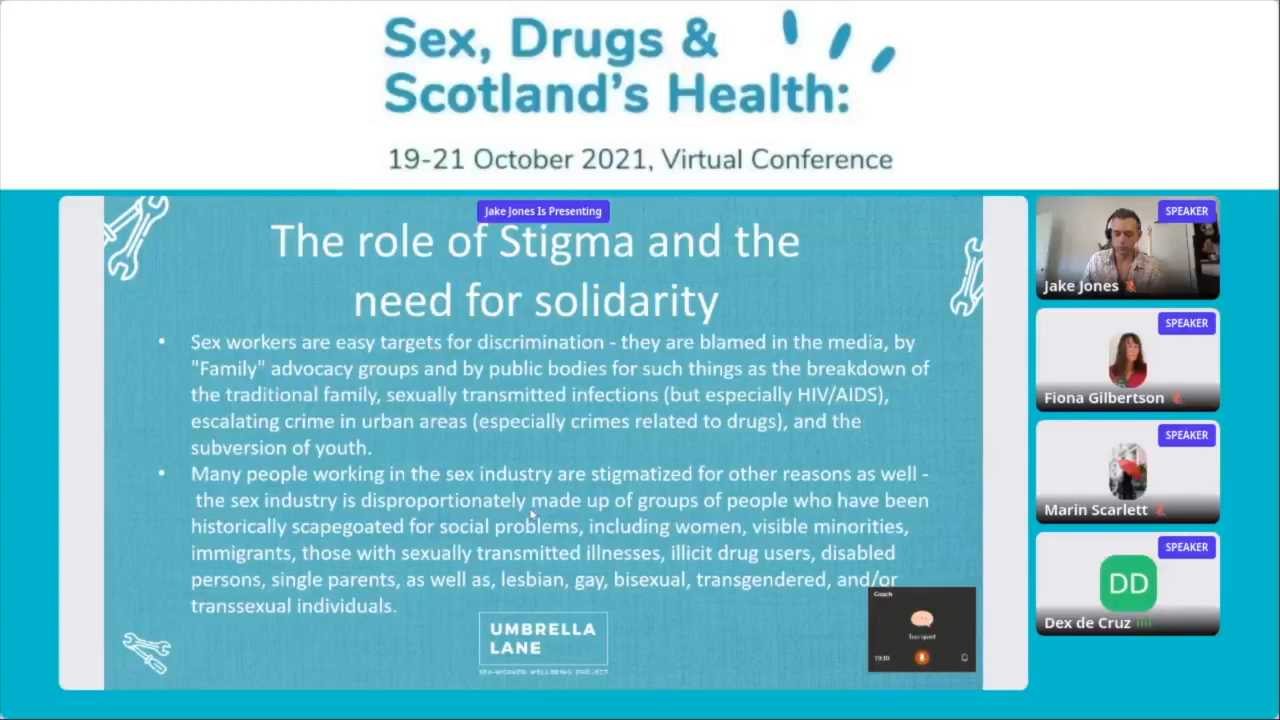 Sex, Drugs &
Scotland's Health:
19-21 October 2021, Virtual Conference
Jake Jones Is Presenting
The role of Stigma and the
need for solidarity
• Sex workers are easy targets for discrimination - they are blamed in the media, by
"Family" advocacy groups and by public bodies for such things as the breakdown of
the traditional family, sexually transmitted infections (but especially HIV/AIDS),
escalating crime in urban areas (especially crimes related to drugs), and the
subversion of youth.
• Many people working in the sex industry are stigmatized for other reasons as well -
the sex industry is disproportionately made up of groups of people who have been
historically scapegoated for social problems, including women, visible minorities,
immigrants, those with sexually transmitted illnesses, illicit drug users, disabled
persons, single parents, as well as, lesbian, gay, bisexual, transgendered, and/or
transsexual individuals.
UMBRELLA
LANE
SEX-WORKER WELLBEING PROJECT
Coach
Too quiet
SPEAKER
Jake Jones
SPEAKER
Fiona Gilbertson
SPEAKER
Marin Scarlett
SPEAKER
DD
Dex de Cruz